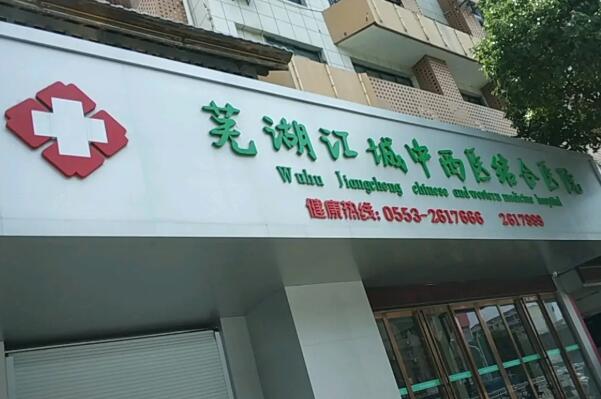 芜湖江城中西医结合医院
Wuhu Jiangcheng chinese and western medicine hospital
健康热线:0553-2617666 2617999